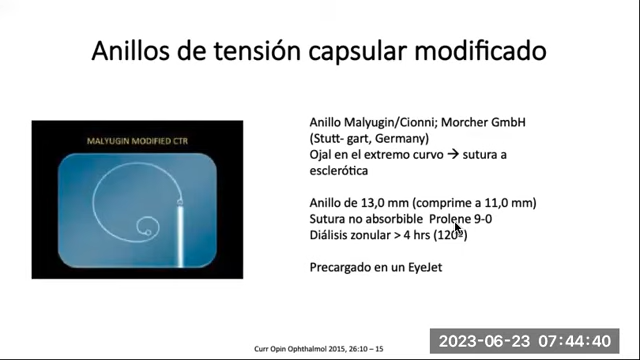 Anillos de tensión capsular modificado
MALYUGIN MODIFIED CTR
Anillo Malyugin/Cionni; Morcher GmbH
(Stutt- gart, Germany)
Ojal en el extremo curvo → sutura a
esclerótica
Anillo de 13,0 mm (comprime a 11,0 mm)
Sutura no absorbible Prolene 9-0
Diálisis zonular > 4 hrs (120º)
Precargado en un EyeJet
Curr Opin Ophthalmol 2015, 26:10 – 15
2023-06-23 07:44:40